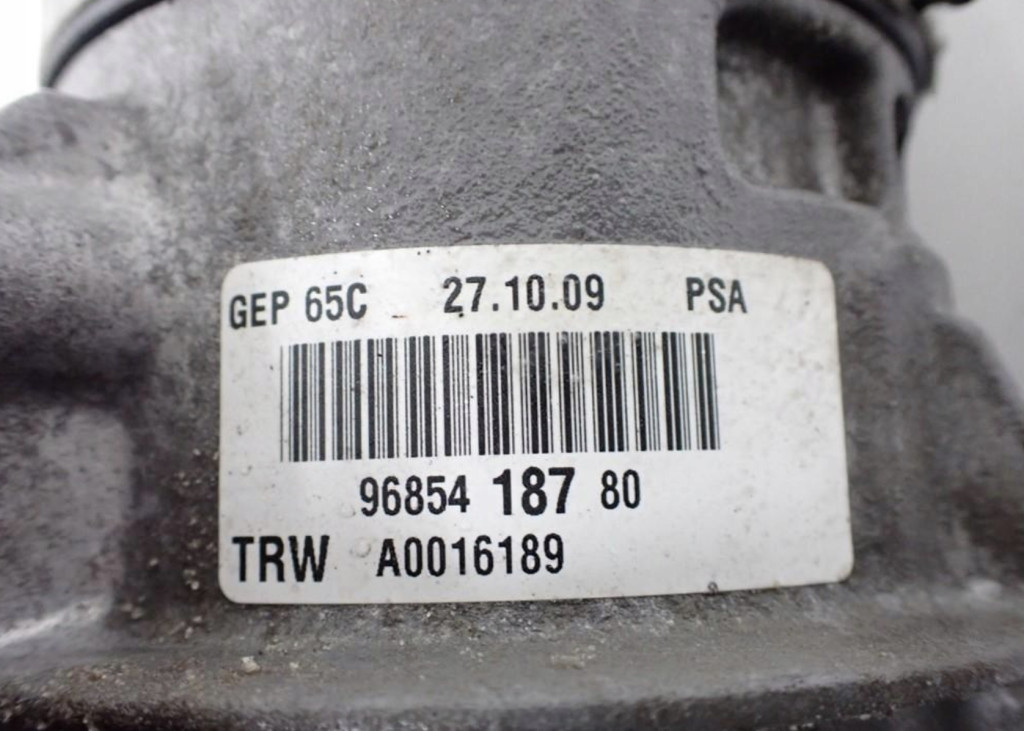 GEP 65C 27.10.09 PSA
96854 187 80
TRW A0016189